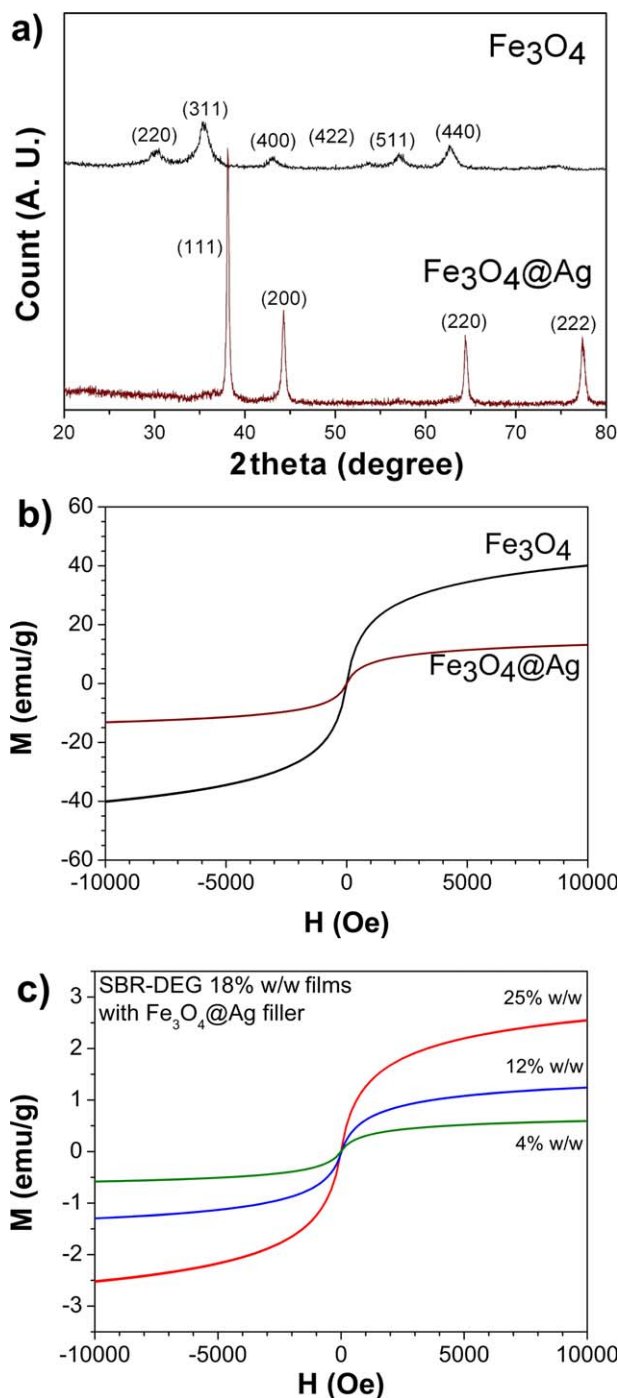 a)
Fe₃O₄
(311)
(220) (400) (422) (511) (440)
Count (A. U.)
(111)
Fe₃O₄@Ag
(200) (220) (222)
20 30 40 50 60 70 80
2theta (degree)
b)
60
40
20
0
-20
-40
-60
M (emu/g)
Fe₃O₄
Fe₃O₄@Ag
-10000 -5000 0 5000 10000
H (Oe)
c)
SBR-DEG 18% w/w films
with Fe₃O₄@Ag filler
25% w/w
12% w/w
4% w/w
3
2
1
0
-1
-2
-3
M (emu/g)
-10000 -5000 0 5000 10000
H (Oe)